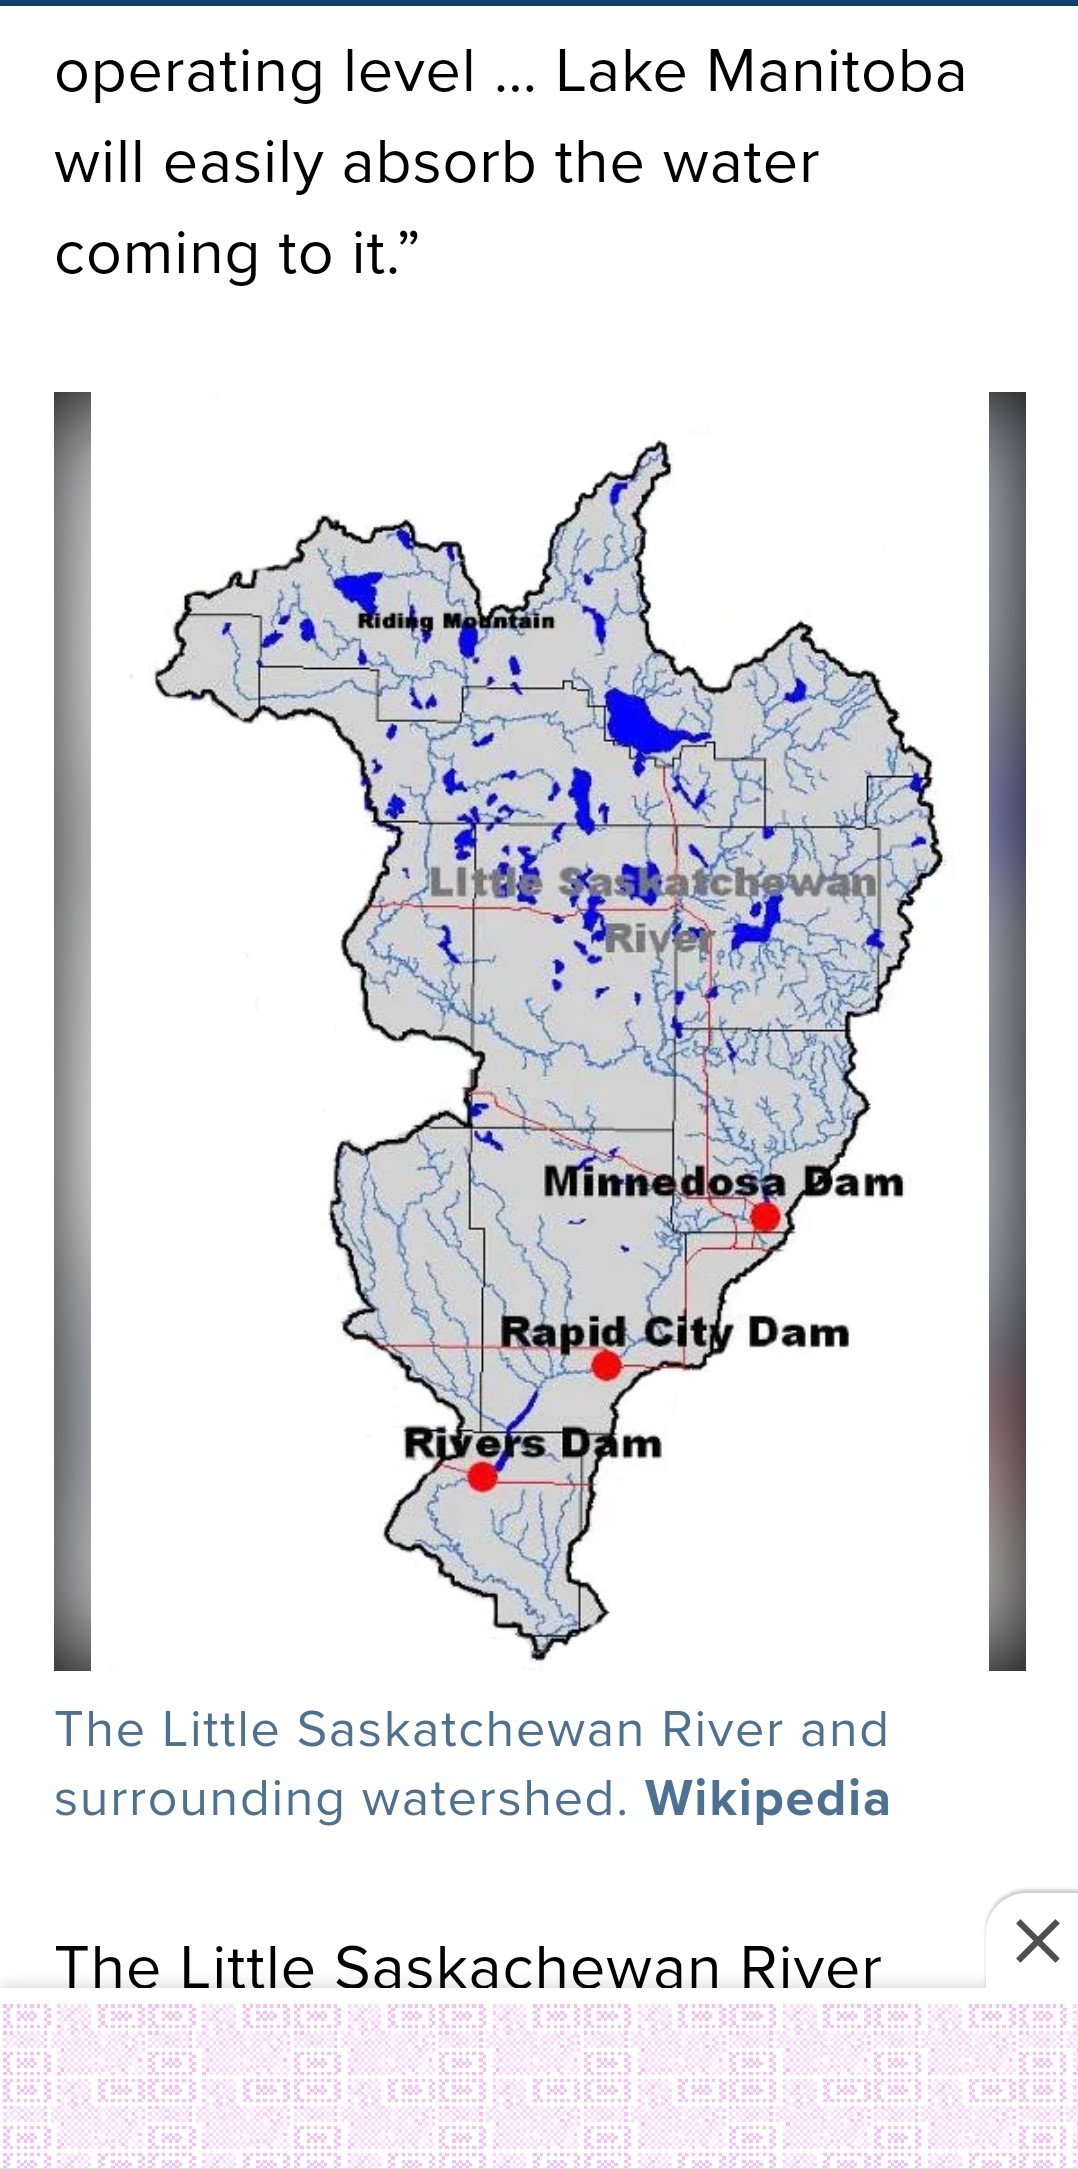 operating level ... Lake Manitoba
will easily absorb the water
coming to it.”
Riding Mountain
Little Saskatchewan
River
Minnedosa Dam
Rapid City Dam
Rivers Dam
The Little Saskatchewan River and
surrounding watershed. Wikipedia
The Little Saskachewan River